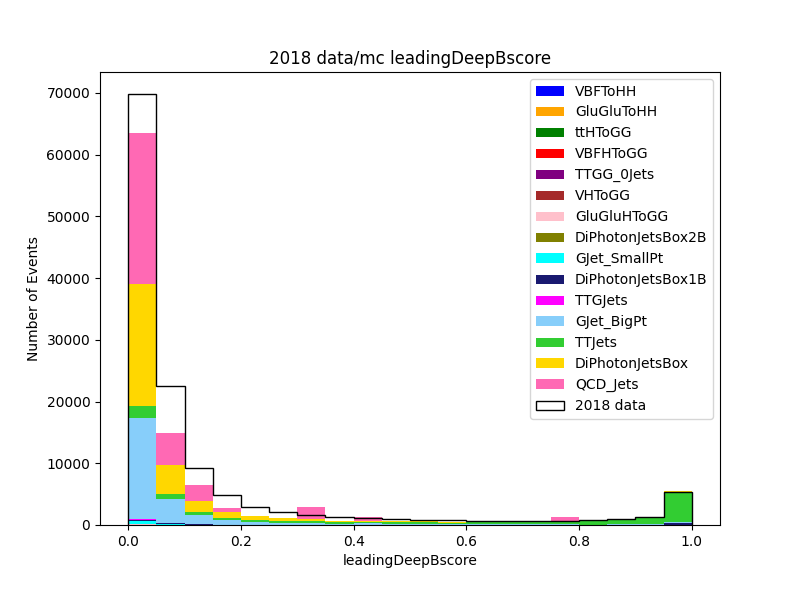 2018 data/mc leadingDeepBscore
Number of Events
70000
60000
50000
40000
30000
20000
10000
0
0.0
0.2
0.4
0.6
0.8
1.0
leadingDeepBscore
VBFToHH
GluGluToHH
ttHToGG
VBFHToGG
TTGG_0Jets
VHToGG
GluGluHToGG
DiPhotonJetsBox2B
GJet_SmallPt
DiPhotonJetsBox1B
TTGJets
GJet_BigPt
TTJets
DiPhotonJetsBox
QCD_Jets
2018 data